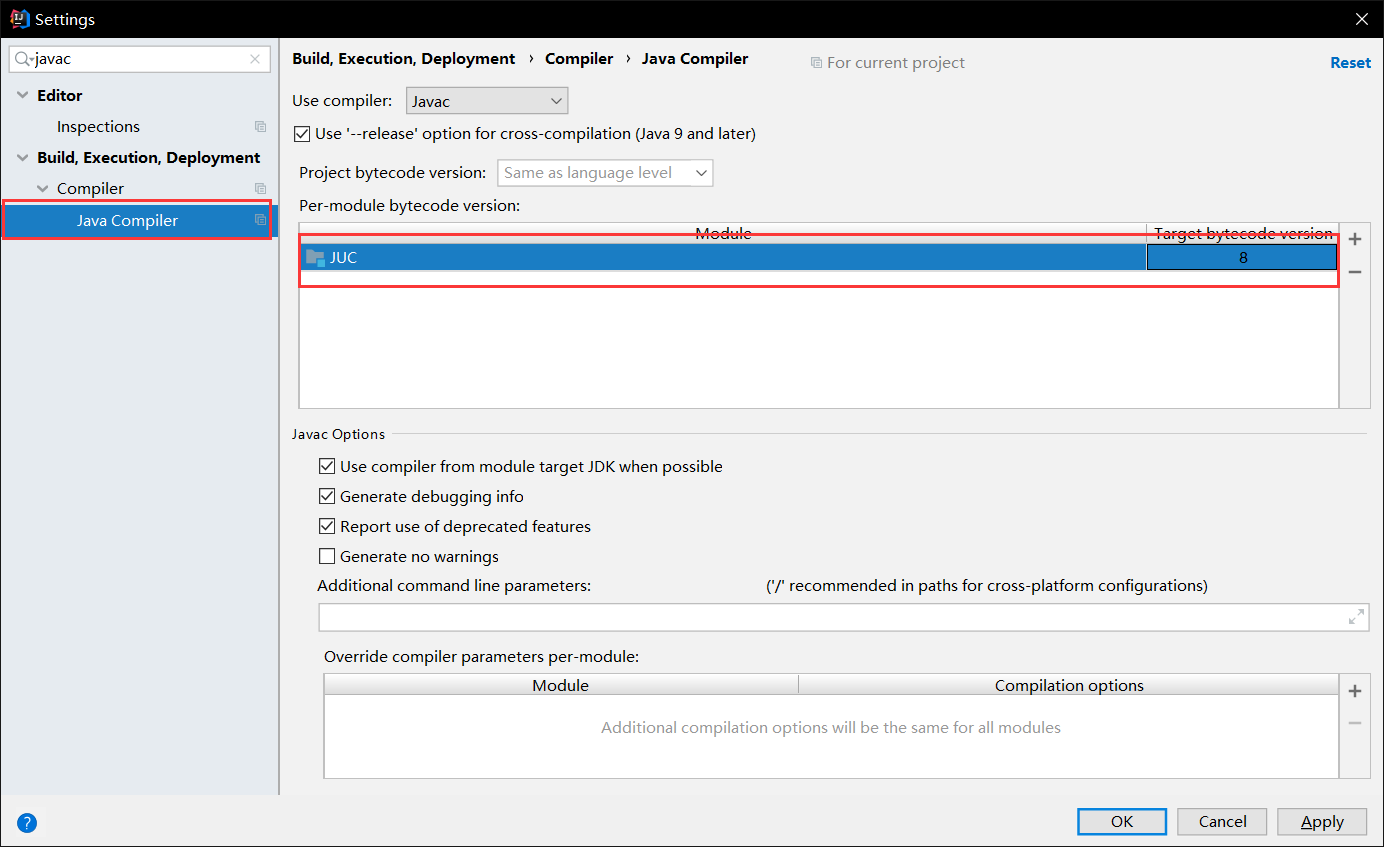 Settings
javac
Editor
Inspections
Build, Execution, Deployment
Compiler
Java Compiler
Build, Execution, Deployment › Compiler › Java Compiler
For current project
Reset
Use compiler: Javac
Use '--release' option for cross-compilation (Java 9 and later)
Project bytecode version: Same as language level
Per-module bytecode version:
Module Target bytecode version
JUC 8
Javac Options
Use compiler from module target JDK when possible
Generate debugging info
Report use of deprecated features
Generate no warnings
Additional command line parameters: ('/' recommended in paths for cross-platform configurations)
Override compiler parameters per-module:
Module Compilation options
Additional compilation options will be the same for all modules
? OK Cancel Apply